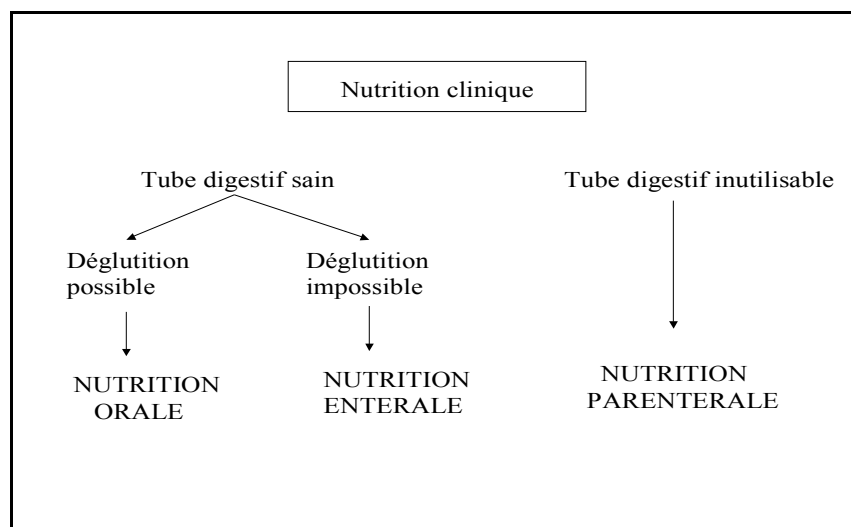 Nutrition clinique
Tube digestif sain
Tube digestif inutilisable
Déglutition
possible
Déglutition
impossible
NUTRITION
ORALE
NUTRITION
ENTERALE
NUTRITION
PARENTERALE